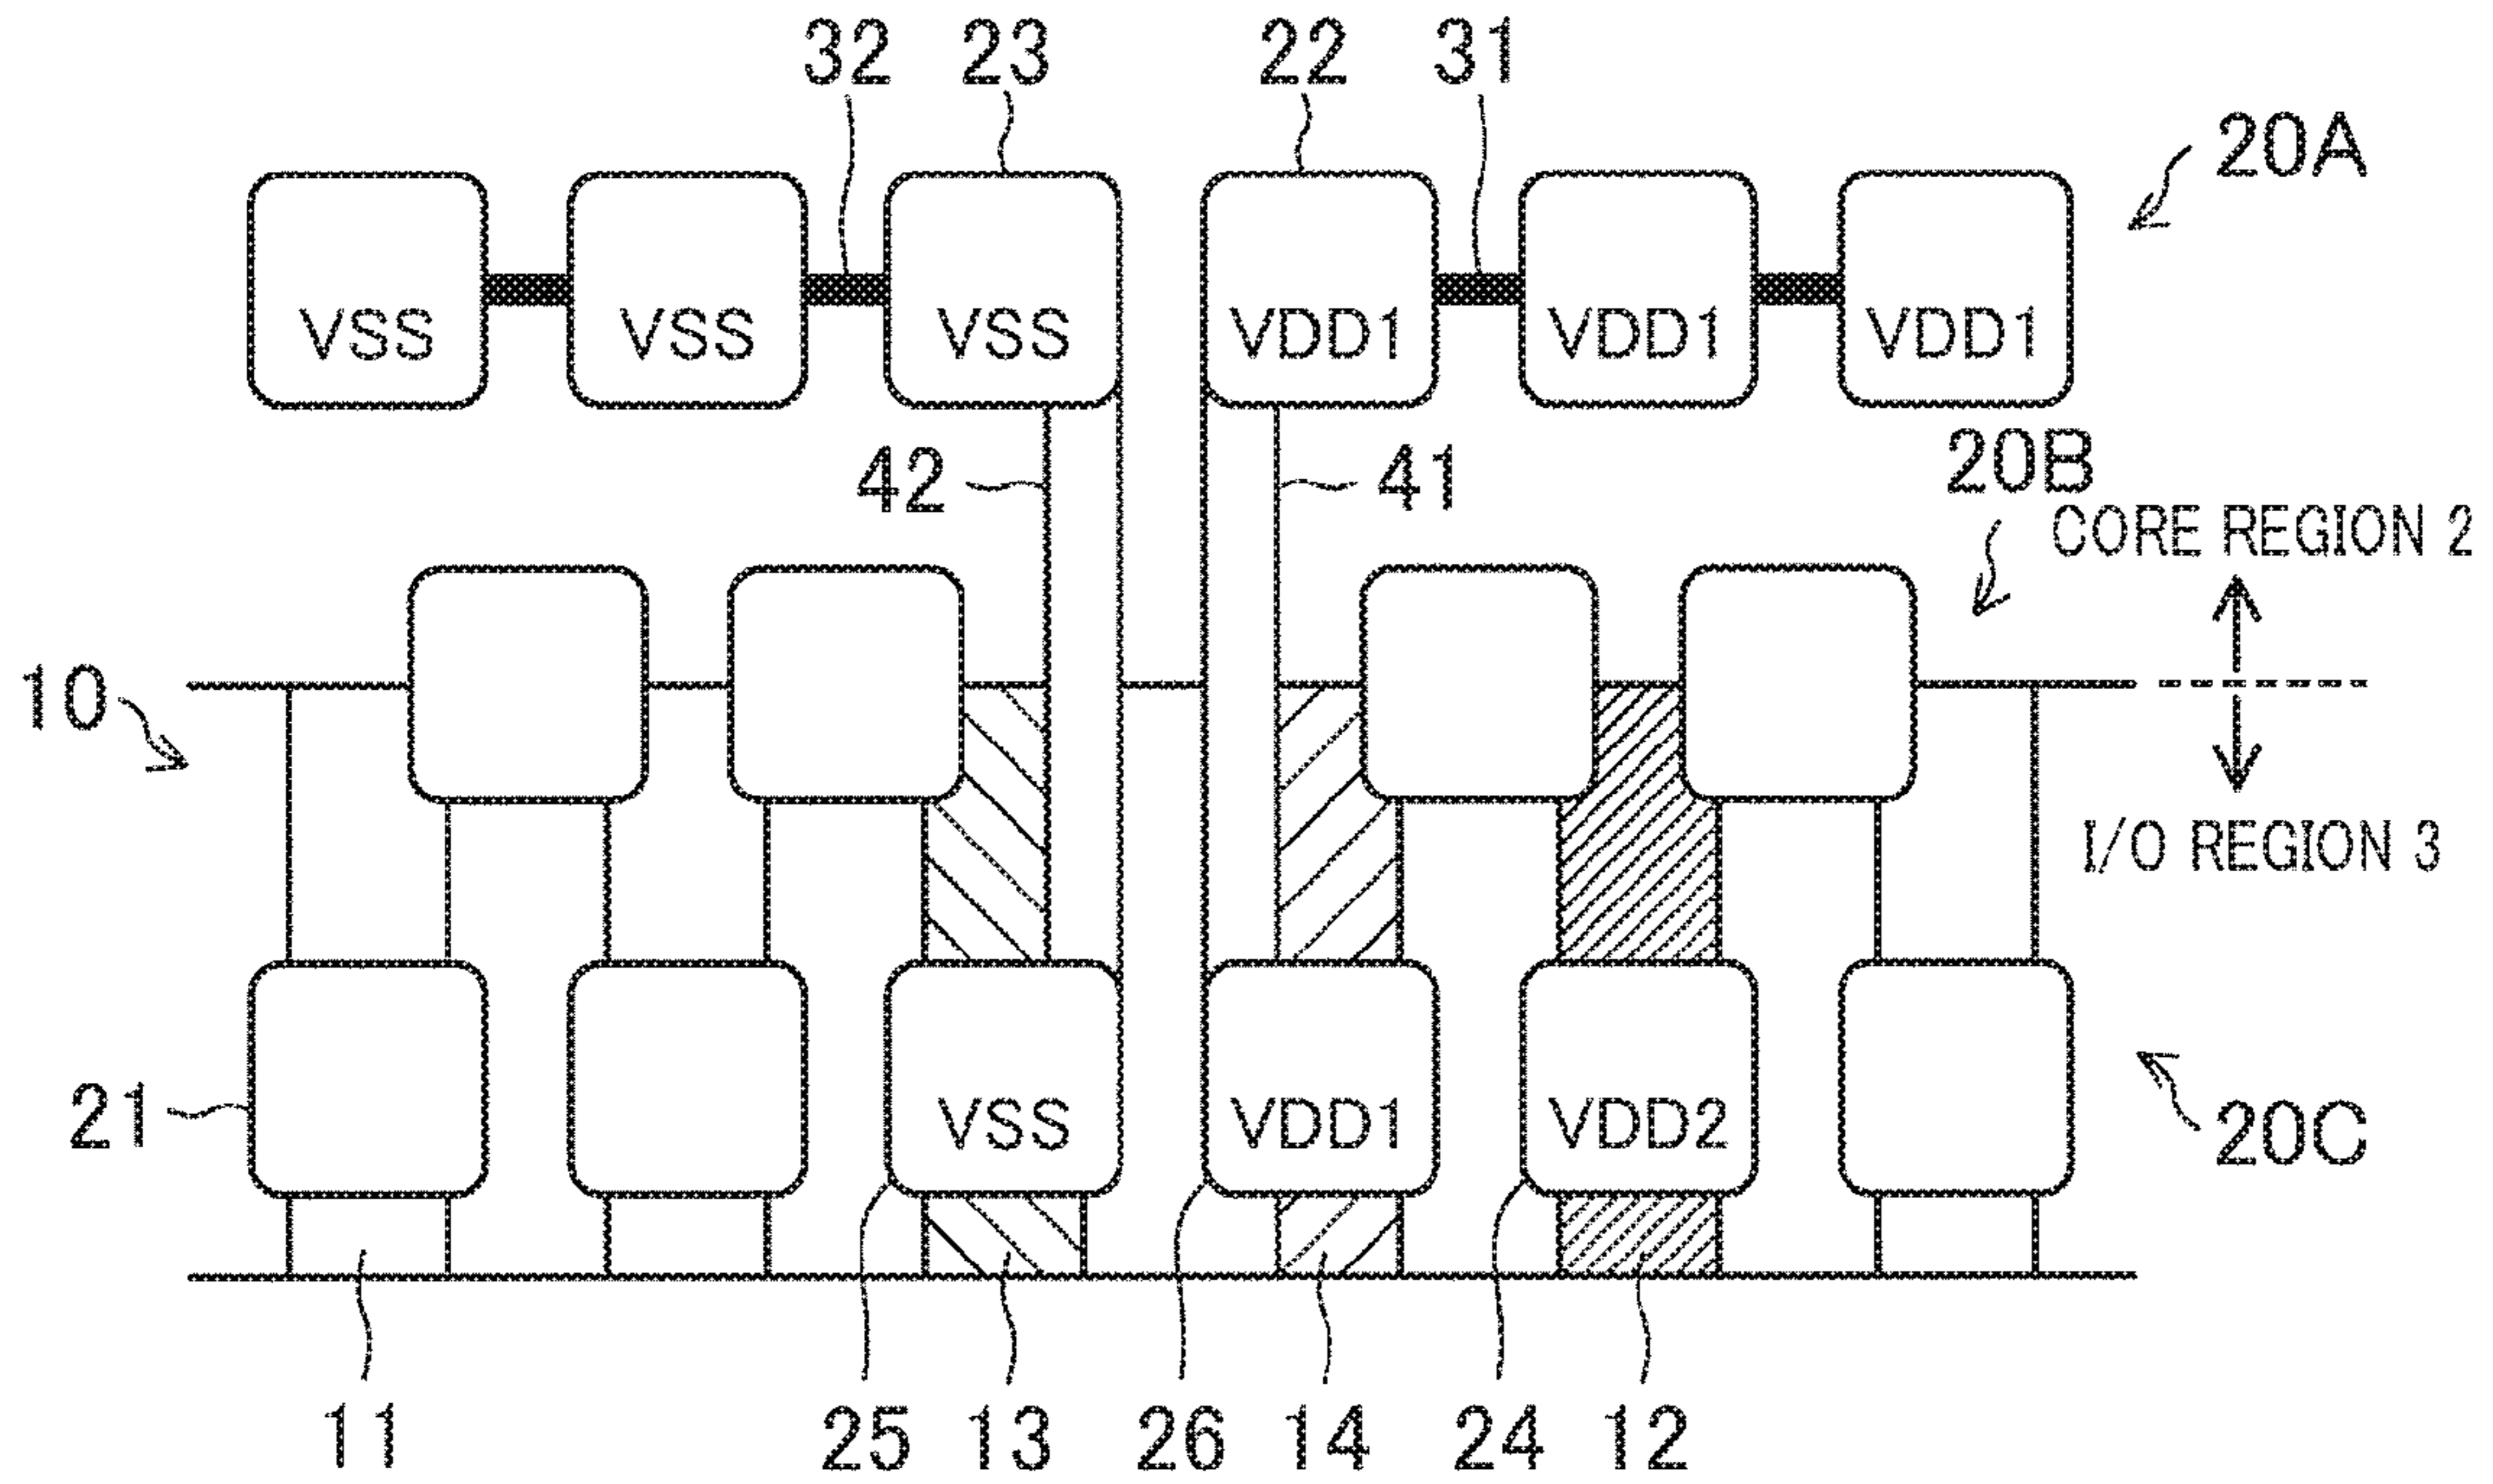 32 23 22 31
20A
VSS VSS VSS VDD1 VDD1 VDD1
42 41
20B
CORE REGION 2
10
I/O REGION 3
21
VSS VDD1 VDD2
20C
11 25 13 26 14 24 12